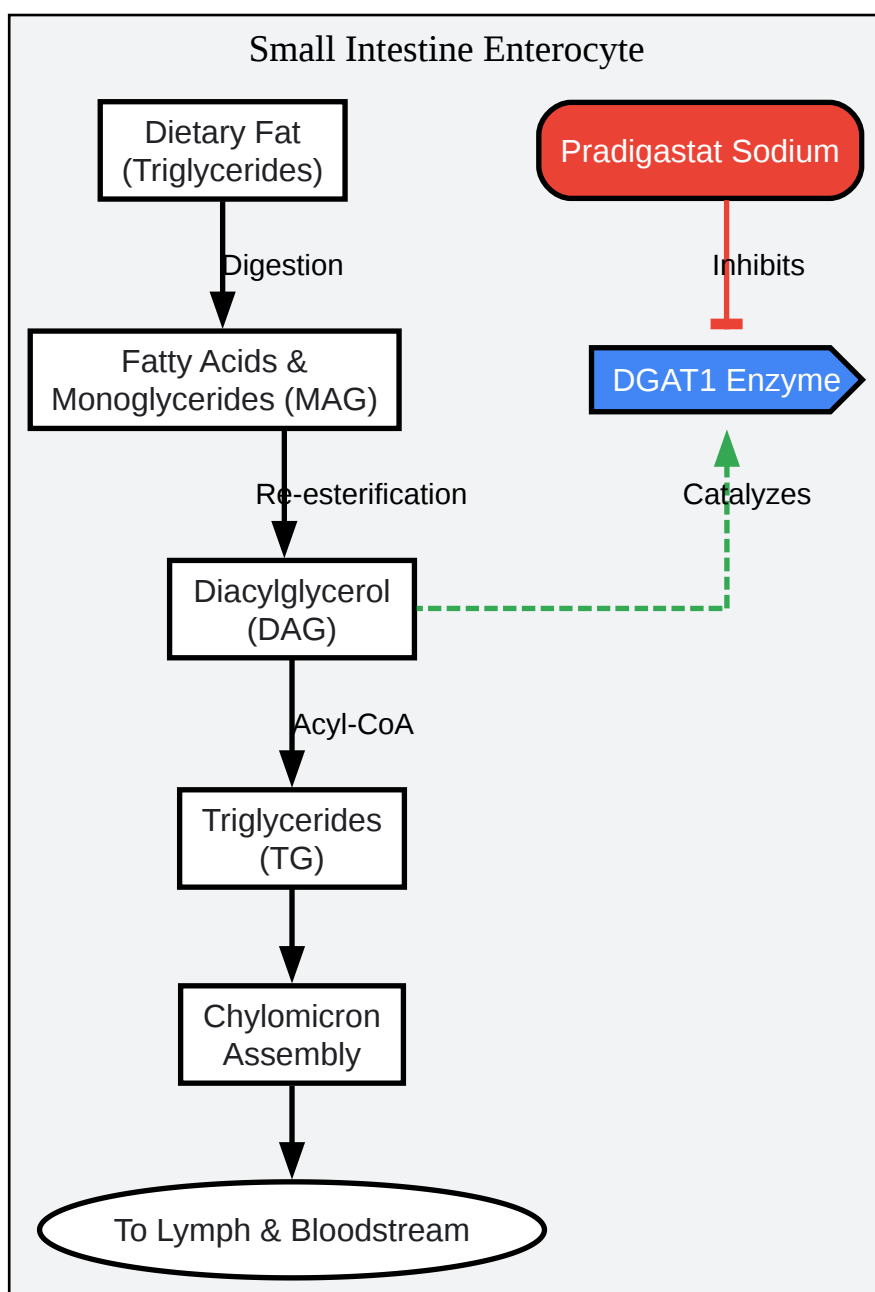 Small Intestine Enterocyte
Dietary Fat
(Triglycerides)
Pradigastat Sodium
Digestion
Inhibits
Fatty Acids &
Monoglycerides (MAG)
DGAT1 Enzyme
Re-esterification
Catalyzes
Diacylglycerol
(DAG)
Acyl-CoA
Triglycerides
(TG)
Chylomicron
Assembly
To Lymph & Bloodstream